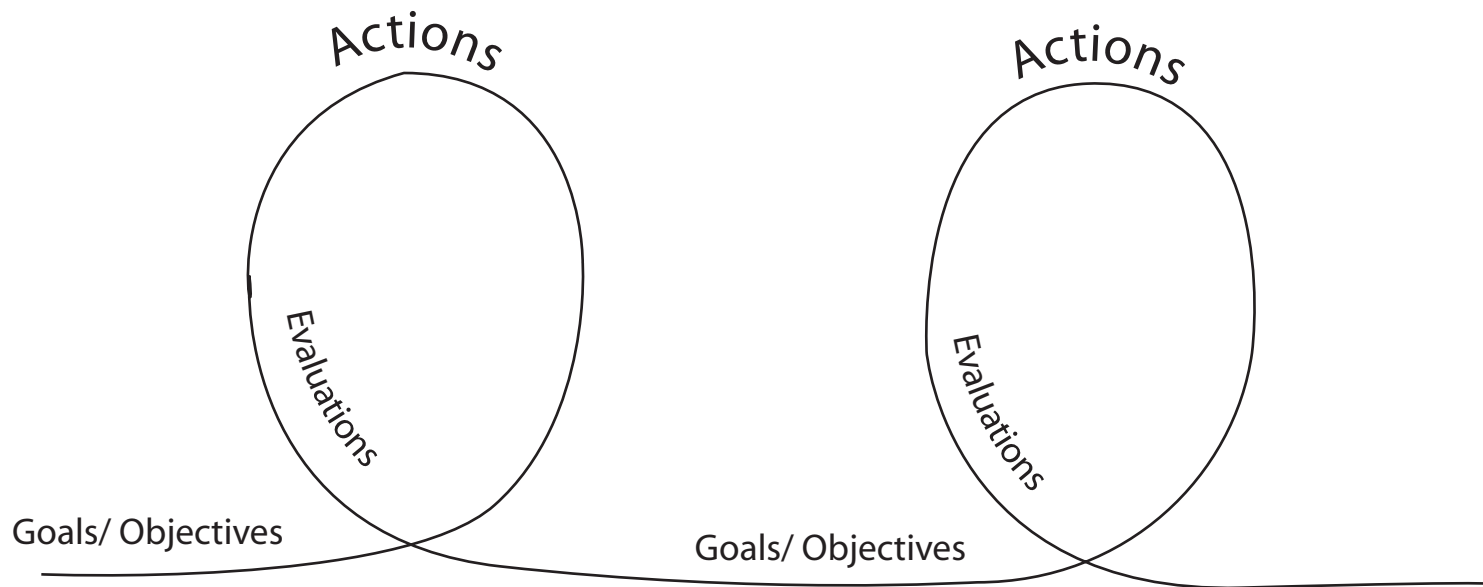 Actions
Evaluations
Goals/ Objectives
Actions
Evaluations
Goals/ Objectives